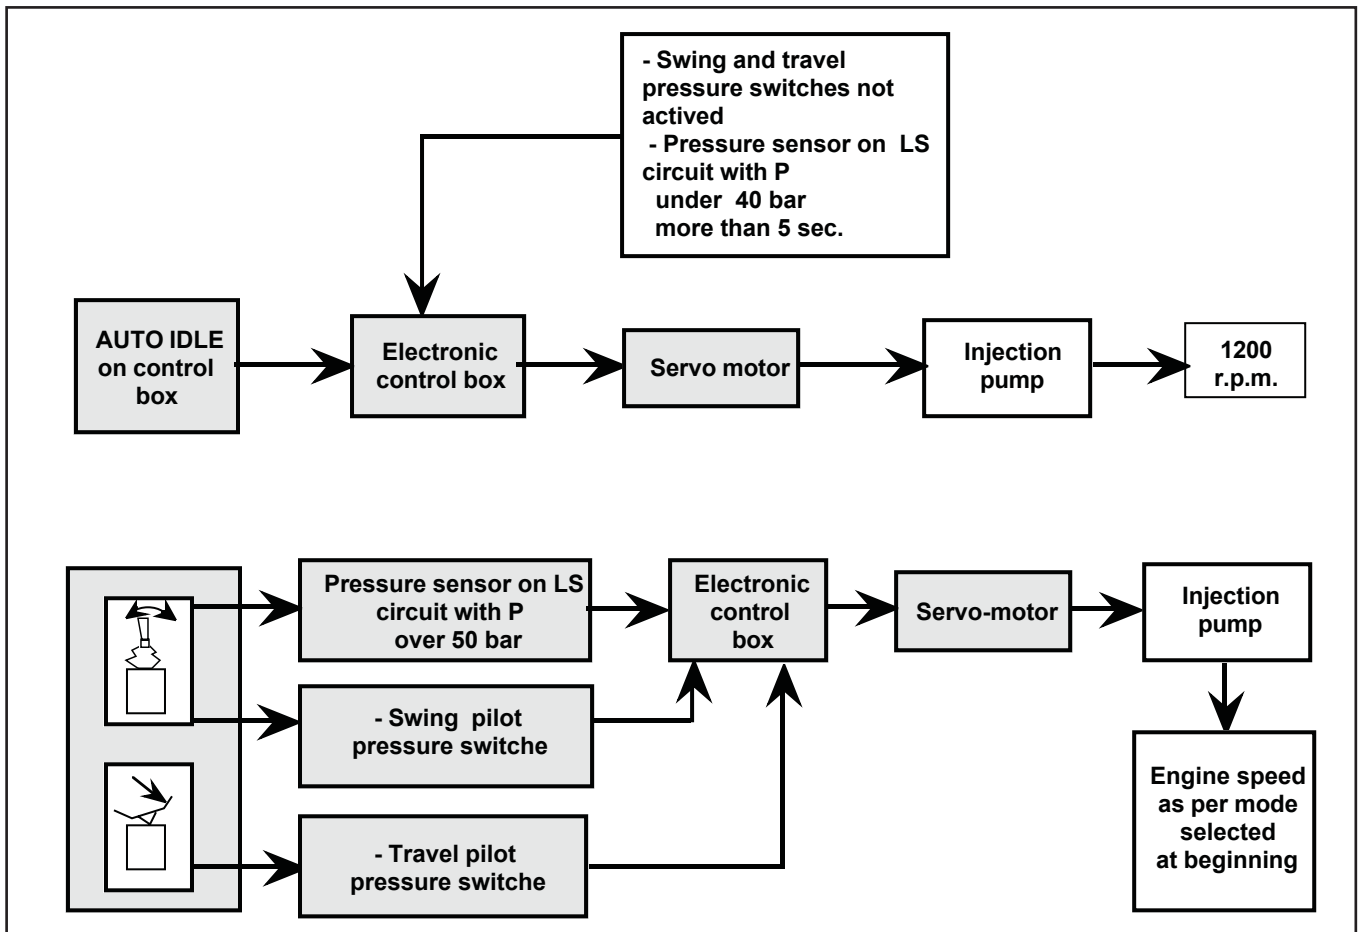 - Swing and travel
pressure switches not
actived
- Pressure sensor on LS
circuit with P
under 40 bar
more than 5 sec.
AUTO IDLE
on control
box
Electronic
control box
Servo motor
Injection
pump
1200
r.p.m.
Pressure sensor on LS
circuit with P
over 50 bar
Electronic
control
box
Servo-motor
Injection
pump
- Swing pilot
pressure switche
- Travel pilot
pressure switche
Engine speed
as per mode
selected
at beginning